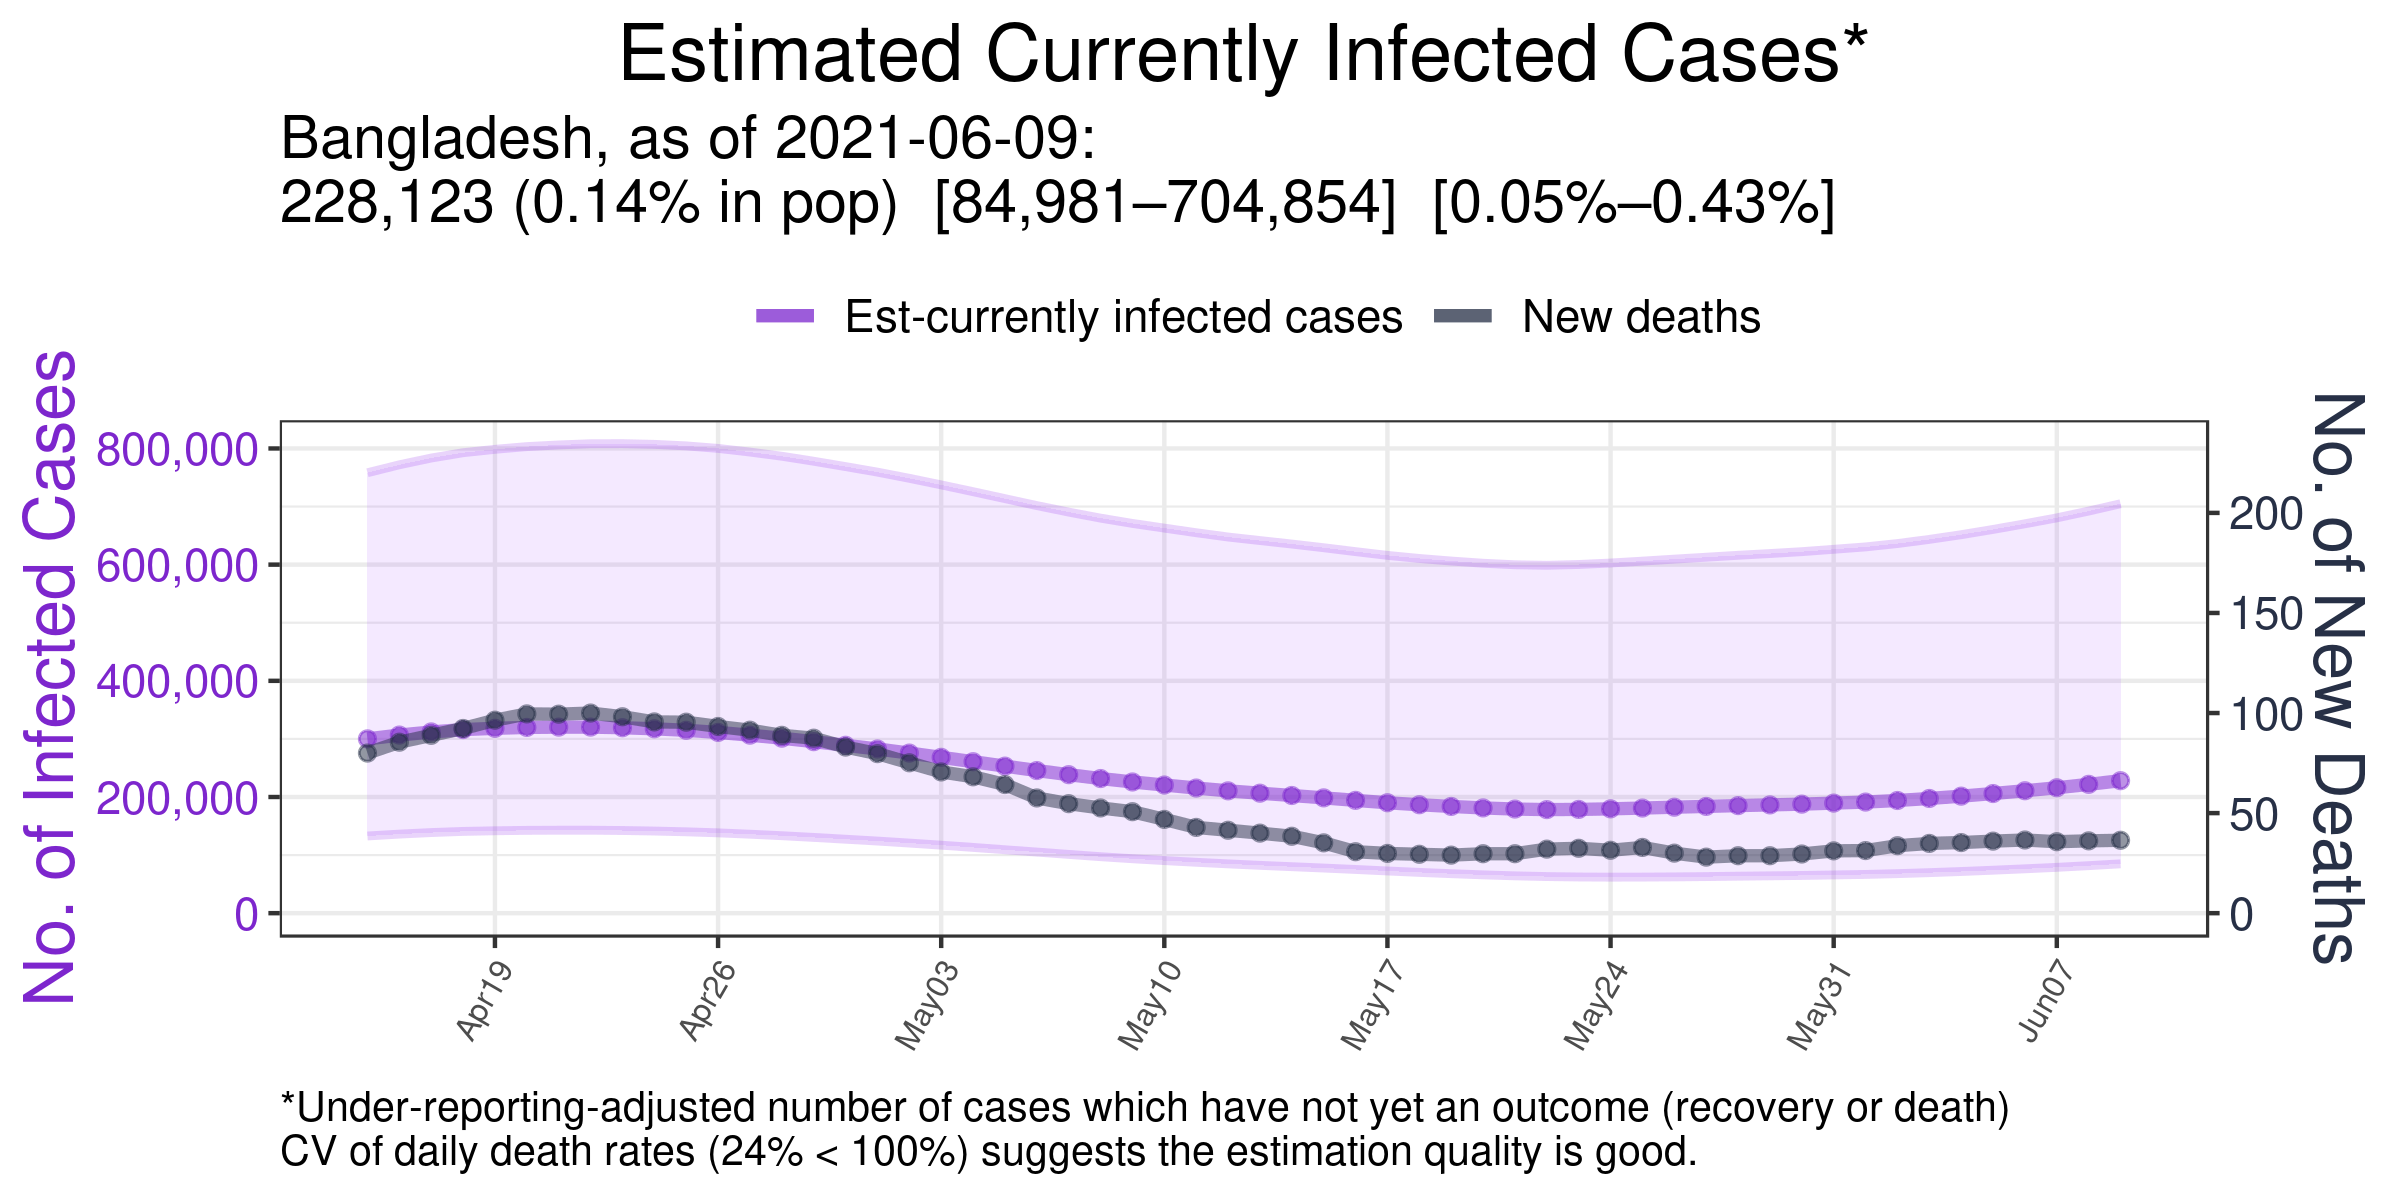 Estimated Currently Infected Cases*
Bangladesh, as of 2021-06-09:
228,123 (0.14% in pop)  [84,981–704,854]  [0.05%–0.43%]
Est-currently infected cases
New deaths
No. of Infected Cases
800,000
600,000
400,000
200,000
0
No. of New Deaths
200
150
100
50
0
Apr19
Apr26
May03
May10
May17
May24
May31
Jun07
*Under-reporting-adjusted number of cases which have not yet an outcome (recovery or death)
CV of daily death rates (24% < 100%) suggests the estimation quality is good.